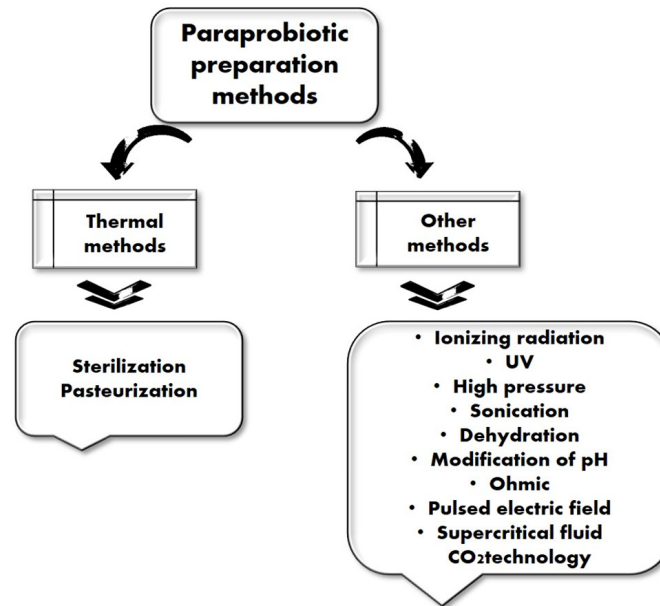 Paraprobiotic
preparation
methods
Thermal
methods
Other
methods
Sterilization
Pasteurization
• Ionizing radiation
• UV
• High pressure
• Sonication
• Dehydration
• Modification of pH
• Ohmic
• Pulsed electric field
• Supercritical fluid
CO₂technology